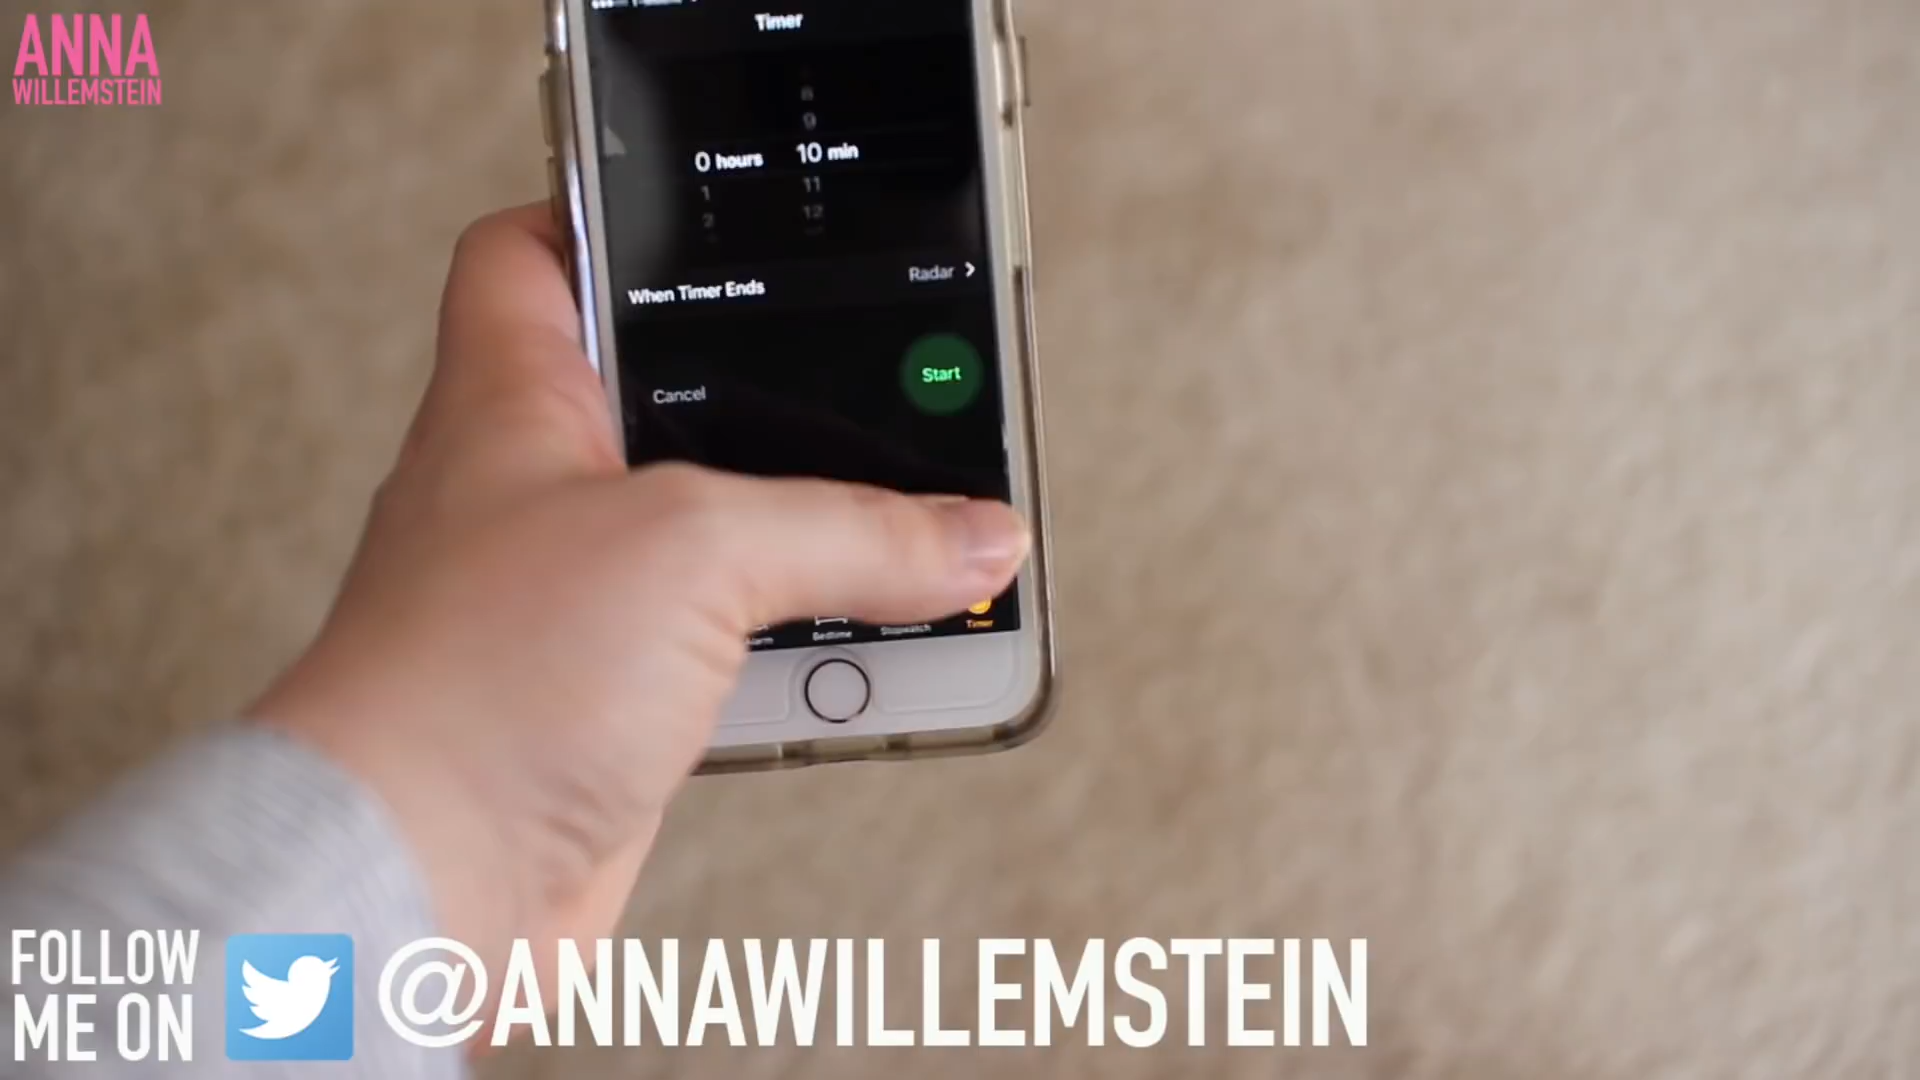 ANNA
WILLEMSTEIN
Timer
8
9
0 hours 10 min
1 11
2 12
When Timer Ends Radar >
Cancel Start
Bedtime Stopwatch Timer
FOLLOW
ME ON
@ANNAWILLEMSTEIN